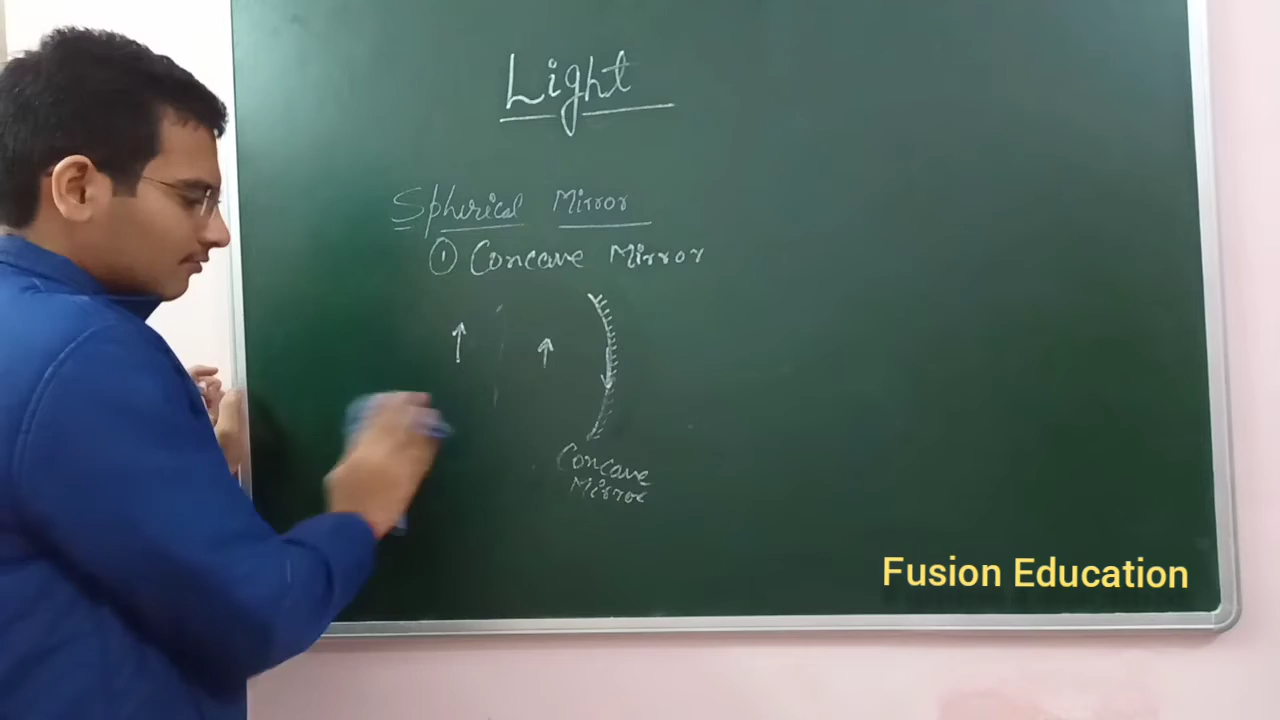 Light
Spherical Mirror
① Concave Mirror
Concave
Mirror
Fusion Education